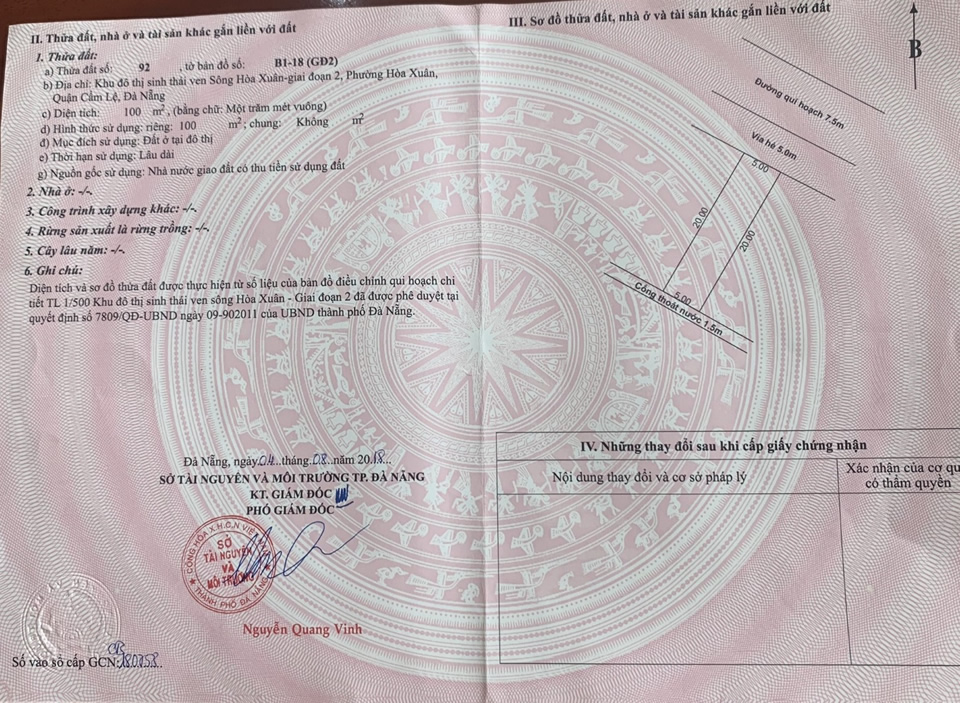 II. Thửa đất, nhà ở và tài sản khác gắn liền với đất
1. Thửa đất:
a) Thửa đất số: 92 , tờ bản đồ số: B1-18 (GĐ2)
b) Địa chỉ: Khu đô thị sinh thái ven Sông Hòa Xuân-giai đoạn 2, Phường Hòa Xuân,
Quận Cẩm Lệ, Đà Nẵng
c) Diện tích: 100 m², (bằng chữ: Một trăm mét vuông)
d) Hình thức sử dụng: riêng: 100 m²; chung: Không m²
đ) Mục đích sử dụng: Đất ở tại đô thị
e) Thời hạn sử dụng: Lâu dài
g) Nguồn gốc sử dụng: Nhà nước giao đất có thu tiền sử dụng đất
2. Nhà ở: -/-.
3. Công trình xây dựng khác: -/-.
4. Rừng sản xuất là rừng trồng: -/-.
5. Cây lâu năm: -/-.
6. Ghi chú:
Diện tích và sơ đồ thửa đất được thực hiện từ số liệu của bản đồ điều chỉnh qui hoạch chi
tiết TL 1/500 Khu đô thị sinh thái ven sông Hòa Xuân - Giai đoạn 2 đã được phê duyệt tại
quyết định số 7809/QĐ-UBND ngày 09-902011 của UBND thành phố Đà Nẵng.
Đà Nẵng, ngày 04 tháng 08 năm 2018
SỞ TÀI NGUYÊN VÀ MÔI TRƯỜNG TP. ĐÀ NẴNG
KT. GIÁM ĐỐC
PHÓ GIÁM ĐỐC
CỘNG HÒA X.H.C.N VIỆT
SỞ
TÀI NGUYÊN
VÀ
MÔI TRƯỜNG
THÀNH PHỐ ĐÀ NẴNG
Nguyễn Quang Vinh
Số vào sổ cấp GCN:
III. Sơ đồ thửa đất, nhà ở và tài sản khác gắn liền với đất
B
Đường qui hoạch 7.5m
Vỉa hè 5.0m
5.00
20.00
20.00
5.00
Cống thoát nước 1.5m
IV. Những thay đổi sau khi cấp giấy chứng nhận
Nội dung thay đổi và cơ sở pháp lý
Xác nhận của cơ qu
có thẩm quyền